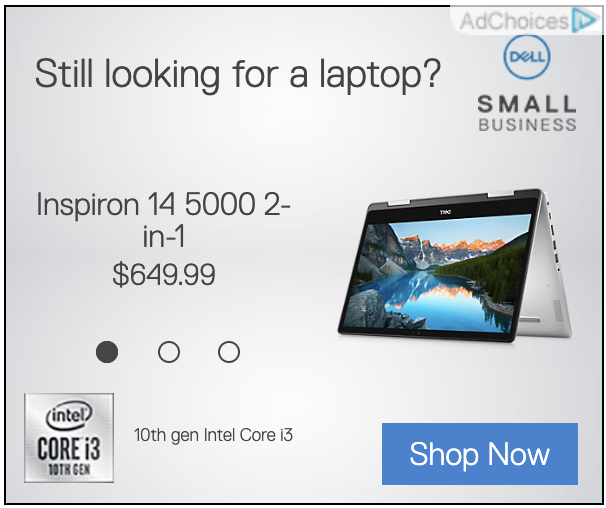 AdChoices
Still looking for a laptop?
DELL
SMALL
BUSINESS
Inspiron 14 5000 2-
in-1
$649.99
DELL
intel
CORE i3
10TH GEN
10th gen Intel Core i3
Shop Now